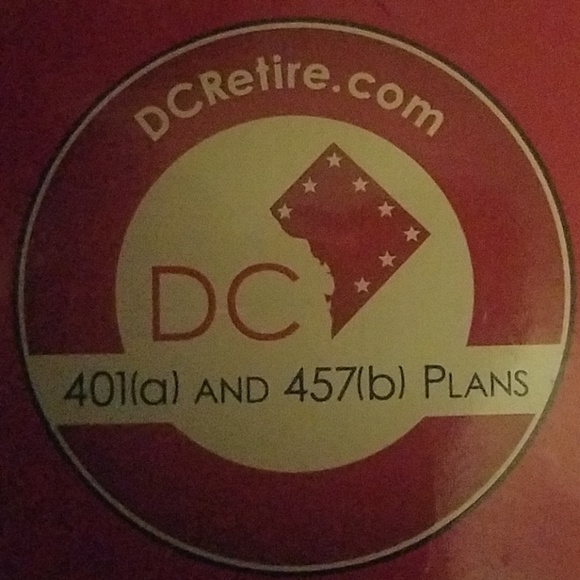 DCRetire.com
DC
401(a) AND 457(b) PLANS